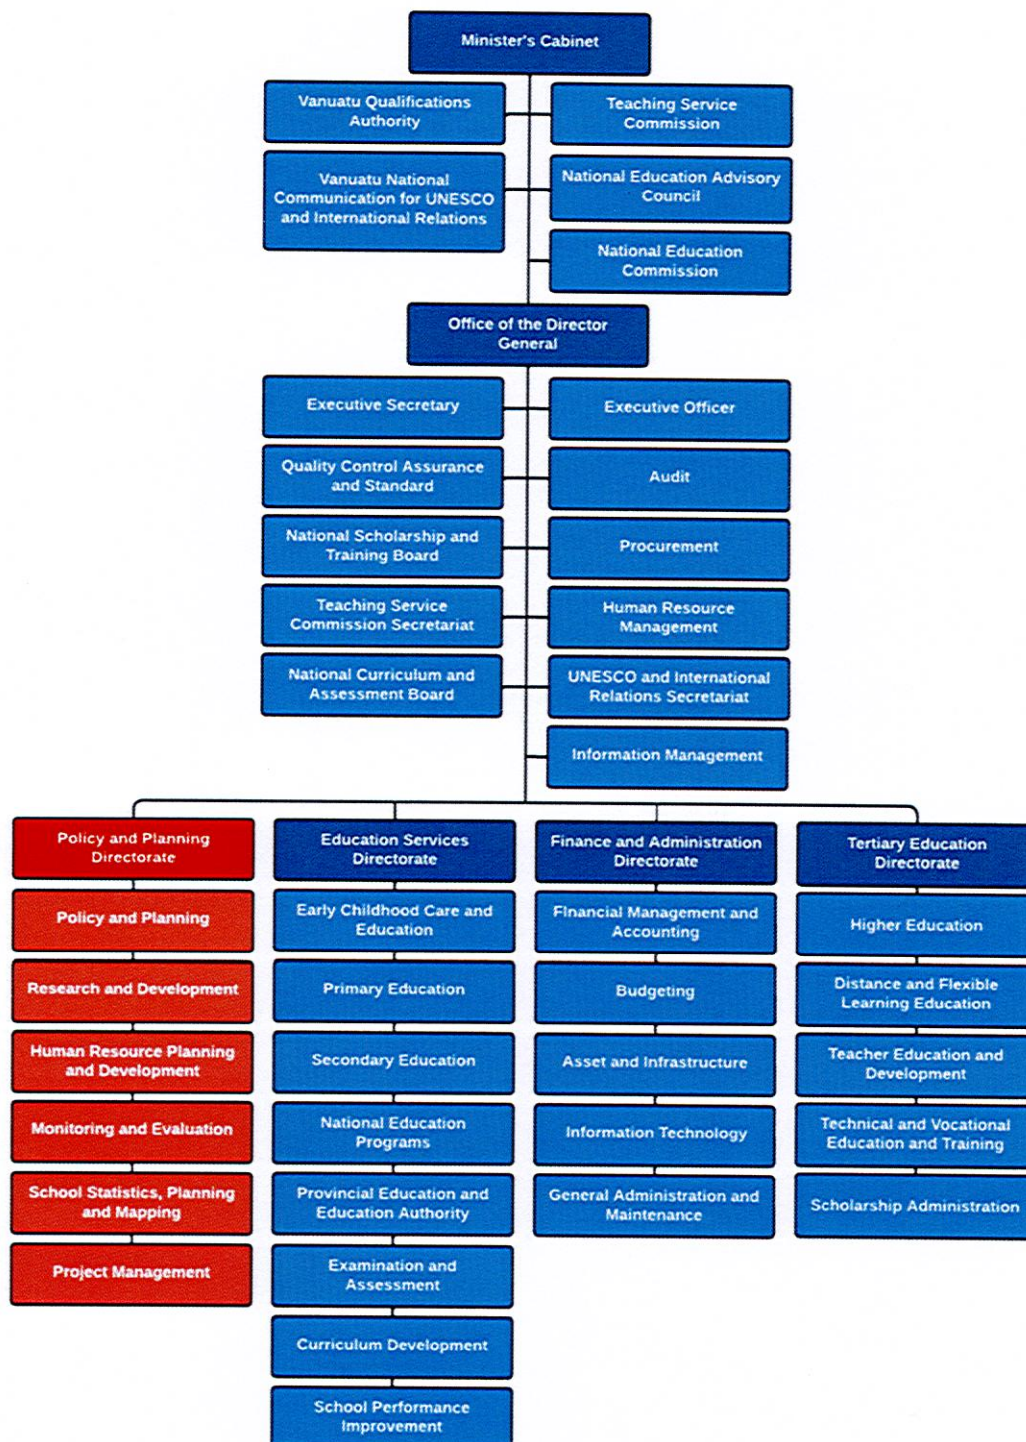 Minister's Cabinet
Vanuatu Qualifications
Authority
Teaching Service
Commission
Vanuatu National
Communication for UNESCO
and International Relations
National Education Advisory
Council
National Education
Commission
Office of the Director
General
Executive Secretary
Executive Officer
Quality Control Assurance
and Standard
Audit
National Scholarship and
Training Board
Procurement
Teaching Service
Commission Secretariat
Human Resource
Management
National Curriculum and
Assessment Board
UNESCO and International
Relations Secretariat
Information Management
Policy and Planning
Directorate
Policy and Planning
Research and Development
Human Resource Planning
and Development
Monitoring and Evaluation
School Statistics, Planning
and Mapping
Project Management
Education Services
Directorate
Early Childhood Care and
Education
Primary Education
Secondary Education
National Education
Programs
Provincial Education and
Education Authority
Examination and
Assessment
Curriculum Development
School Performance
Improvement
Finance and Administration
Directorate
FInancial Management and
Accounting
Budgeting
Asset and Infrastructure
Information Technology
General Administration and
Maintenance
Tertiary Education
Directorate
Higher Education
Distance and Flexible
Learning Education
Teacher Education and
Development
Technical and Vocational
Education and Training
Scholarship Administration